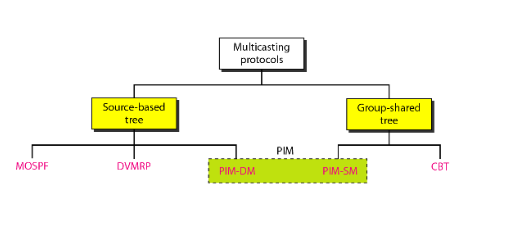 Multicasting
protocols
Source-based
tree
Group-shared
tree
PIM
MOSPF
DVMRP
PIM-DM
PIM-SM
CBT